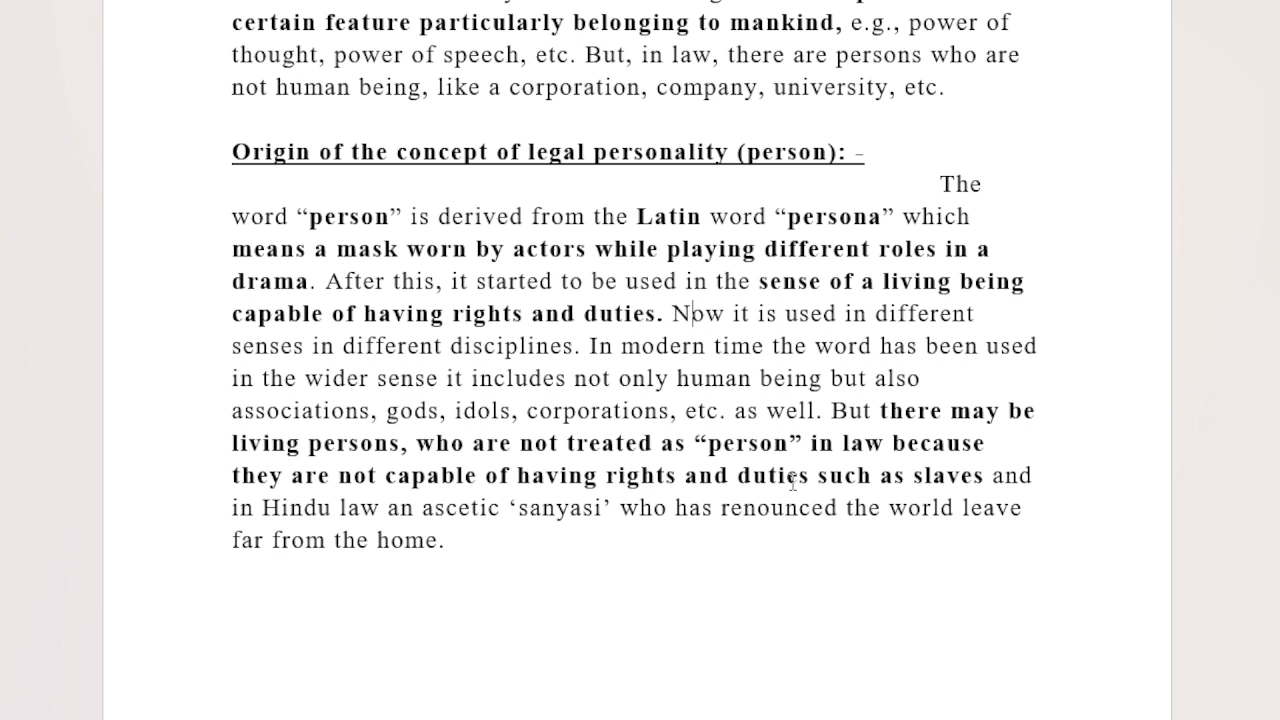 certain feature particularly belonging to mankind, e.g., power of
thought, power of speech, etc. But, in law, there are persons who are
not human being, like a corporation, company, university, etc.
Origin of the concept of legal personality (person): -
The
word “person” is derived from the Latin word “persona” which
means a mask worn by actors while playing different roles in a
drama. After this, it started to be used in the sense of a living being
capable of having rights and duties. Now it is used in different
senses in different disciplines. In modern time the word has been used
in the wider sense it includes not only human being but also
associations, gods, idols, corporations, etc. as well. But there may be
living persons, who are not treated as “person” in law because
they are not capable of having rights and duties such as slaves and
in Hindu law an ascetic ‘sanyasi’ who has renounced the world leave
far from the home.